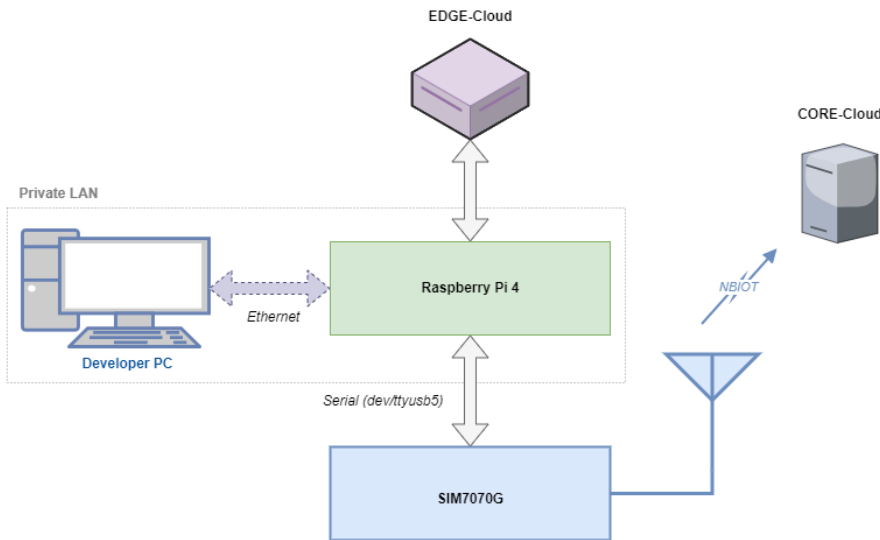 EDGE-Cloud
CORE-Cloud
Private LAN
Raspberry Pi 4
Ethernet
NBIOT
Developer PC
Serial (dev/ttyusb5)
SIM7070G